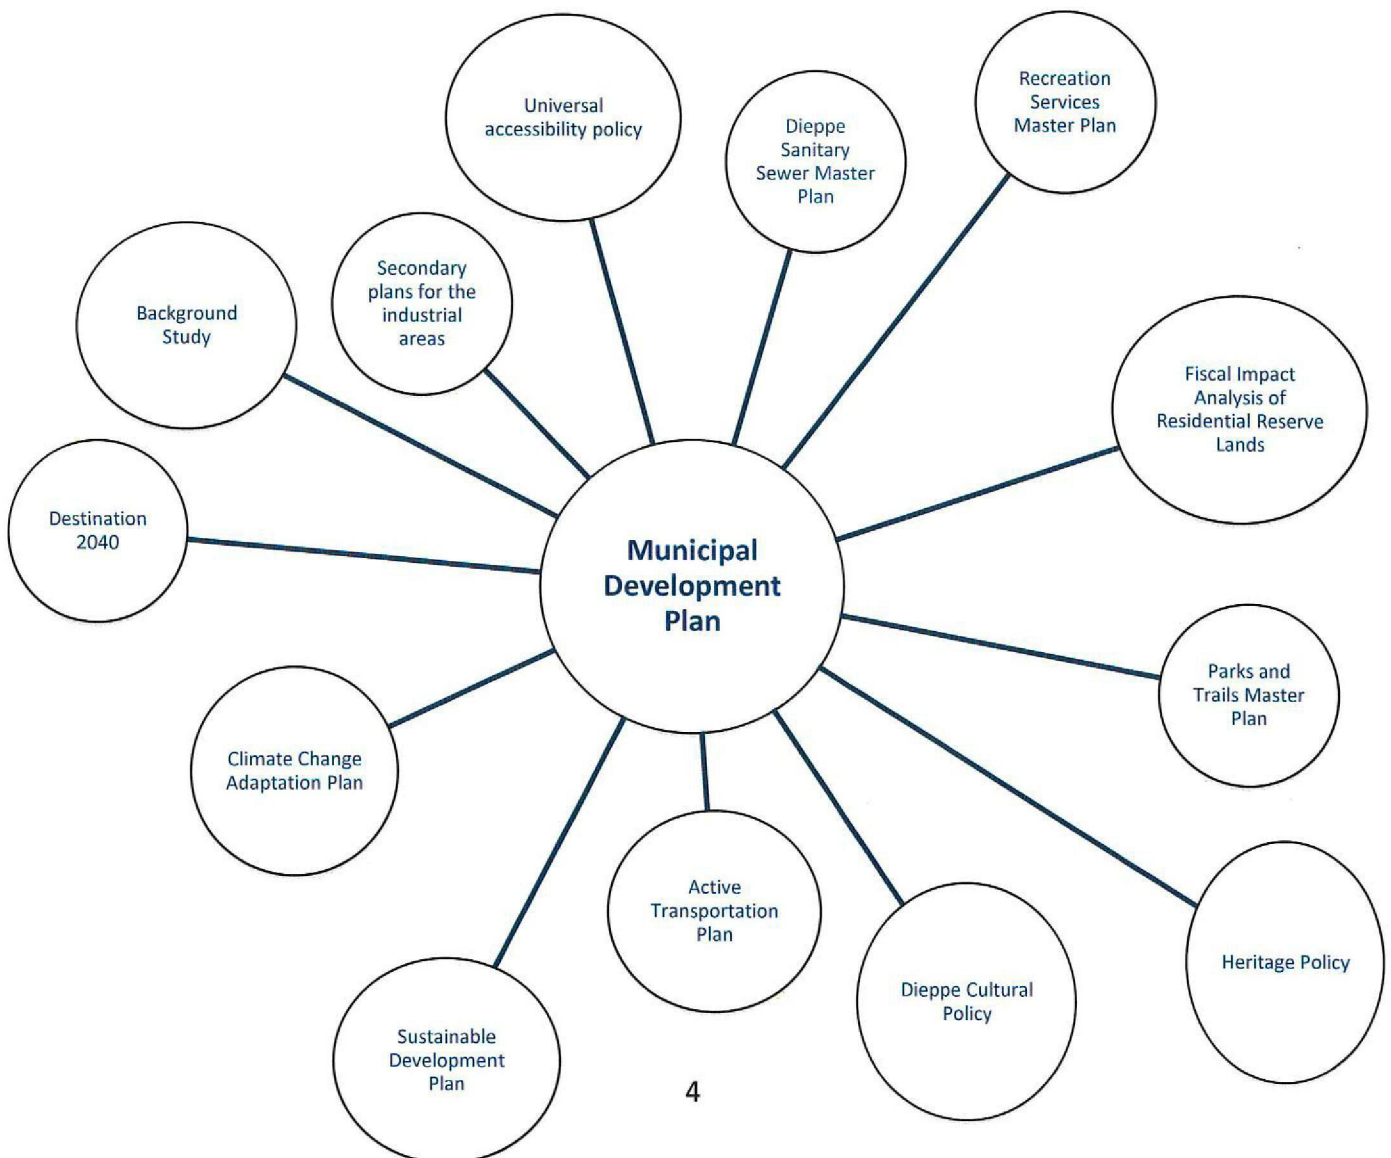 Recreation
Services
Master Plan
Universal
accessibility policy
Dieppe
Sanitary
Sewer Master
Plan
Secondary
plans for the
industrial
areas
Background
Study
Fiscal Impact
Analysis of
Residential Reserve
Lands
Destination
2040
Municipal
Development
Plan
Parks and
Trails Master
Plan
Climate Change
Adaptation Plan
Active
Transportation
Plan
Heritage Policy
Dieppe Cultural
Policy
Sustainable
Development
Plan
4